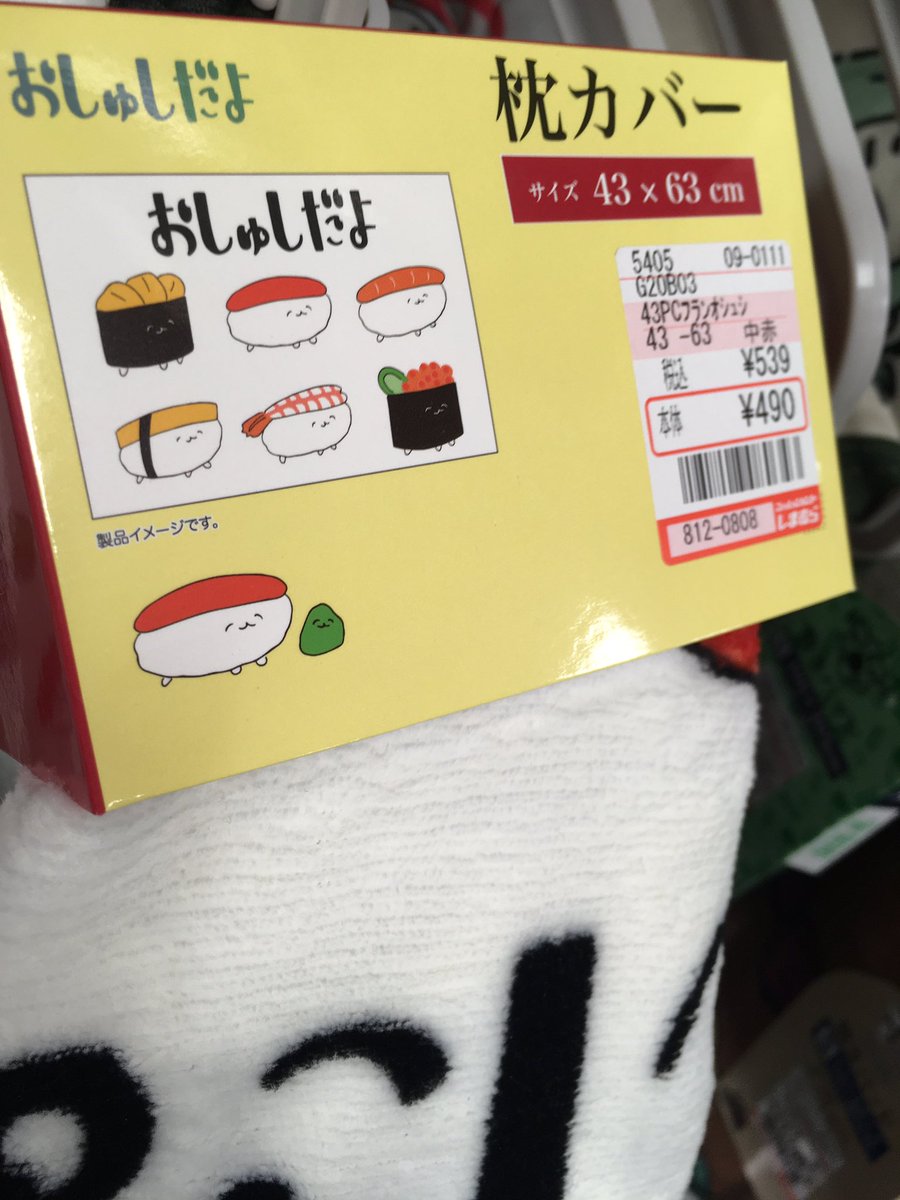 おしゅしだよ
枕カバー
サイズ 43 × 63 cm
おしゅしだよ
製品イメージです。
5405 09-0111
G20B03
43PCフランオシュシ
43 -63 中赤
税込 ¥539
本体 ¥490
812-0808
しまむら